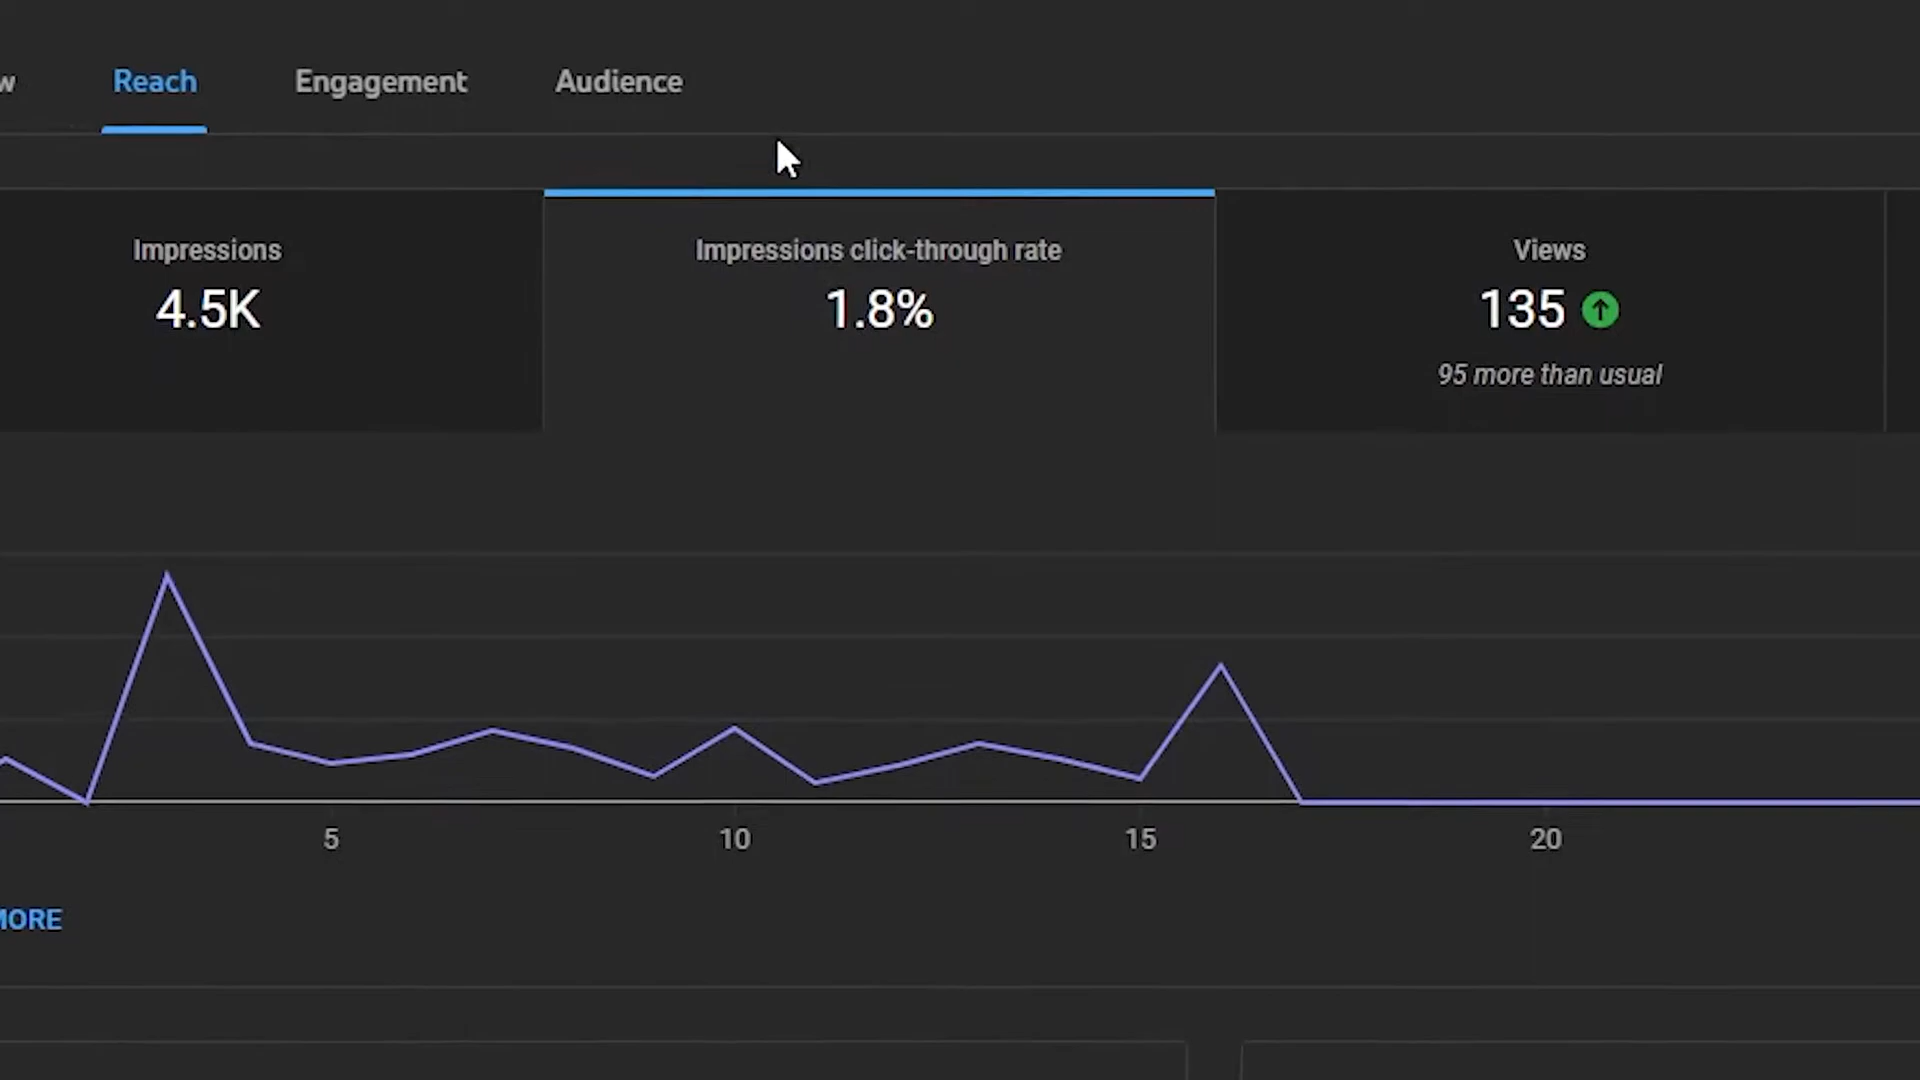 w Reach Engagement Audience
Impressions Impressions click-through rate Views
4.5K 1.8% 135
95 more than usual
5 10 15 20
MORE